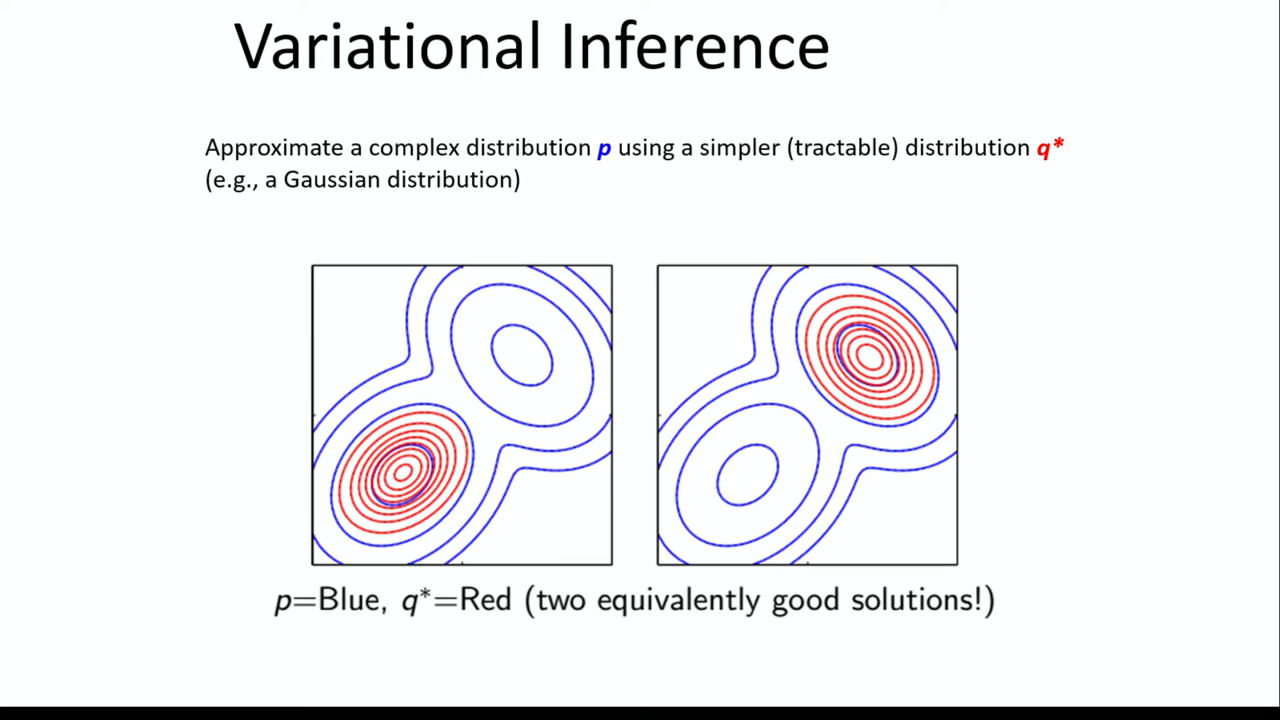 Variational Inference
Approximate a complex distribution p using a simpler (tractable) distribution q*
(e.g., a Gaussian distribution)
p=Blue, q*=Red (two equivalently good solutions!)